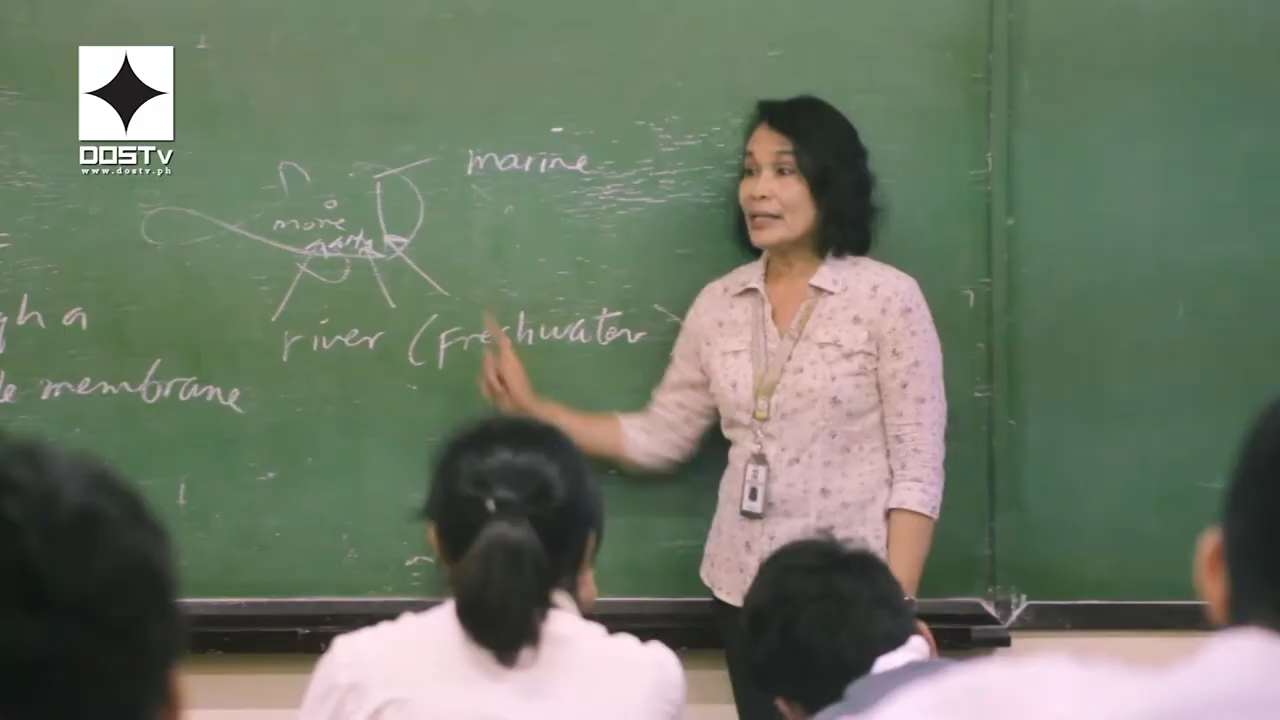 DOSTv
www.dostv.ph
marine
more
river (freshwater
gh a
membrane